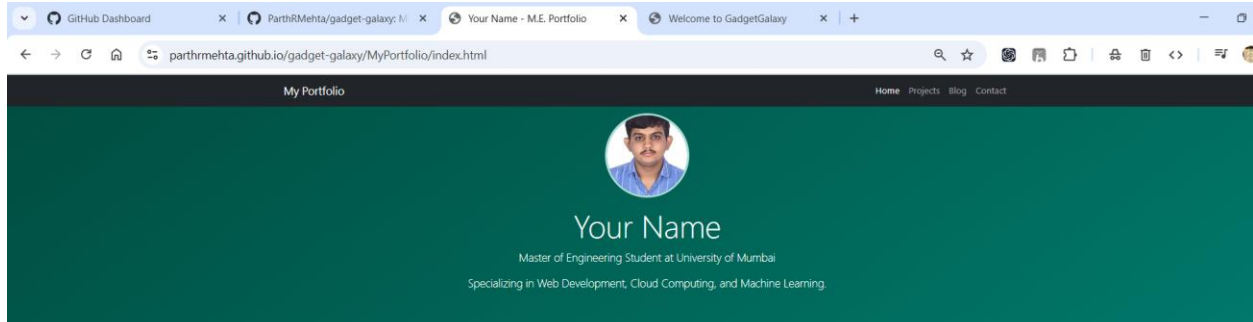 GitHub Dashboard
ParthRMehta/gadget-galaxy: M
Your Name - M.E. Portfolio
Welcome to GadgetGalaxy
parthrmehta.github.io/gadget-galaxy/MyPortfolio/index.html
My Portfolio
Home Projects Blog Contact
Your Name
Master of Engineering Student at University of Mumbai
Specializing in Web Development, Cloud Computing, and Machine Learning.